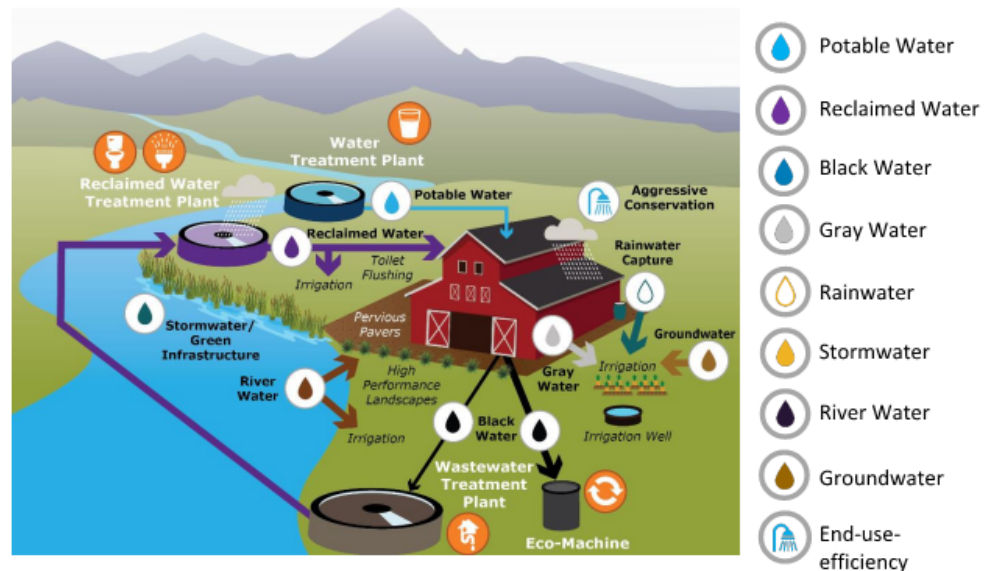 Water
Treatment Plant
Reclaimed Water
Treatment Plant
Potable Water
Aggressive
Conservation
Reclaimed Water
Toilet
Flushing
Irrigation
Rainwater
Capture
Stormwater/
Green
Infrastructure
Pervious
Pavers
Groundwater
River
Water
High
Performance
Landscapes
Gray
Water
Irrigation
Irrigation
Black
Water
Irrigation Well
Wastewater
Treatment
Plant
Eco-Machine
Potable Water
Reclaimed Water
Black Water
Gray Water
Rainwater
Stormwater
River Water
Groundwater
End-use-
efficiency